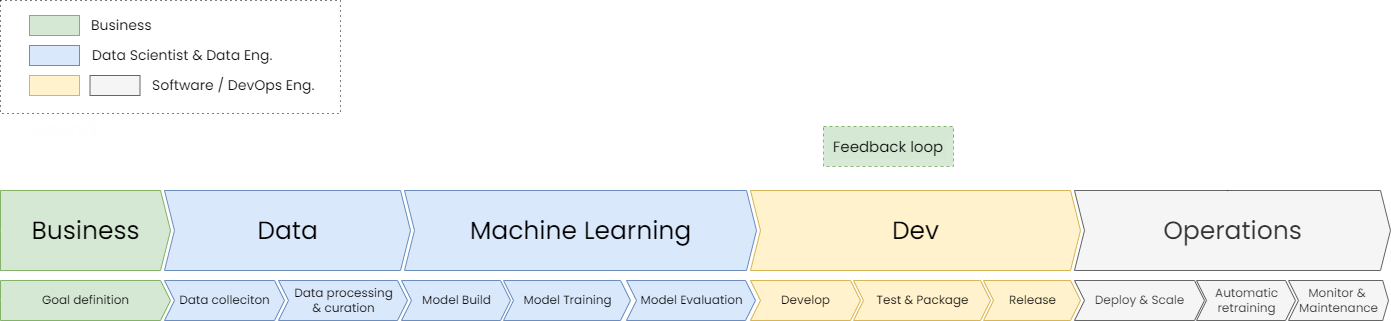 Business
Data Scientist & Data Eng.
Software / DevOps Eng.
Feedback loop
Business
Data
Machine Learning
Dev
Operations
Goal definition
Data colleciton
Data processing
& curation
Model Build
Model Training
Model Evaluation
Develop
Test & Package
Release
Deploy & Scale
Automatic
retraining
Monitor &
Maintenance